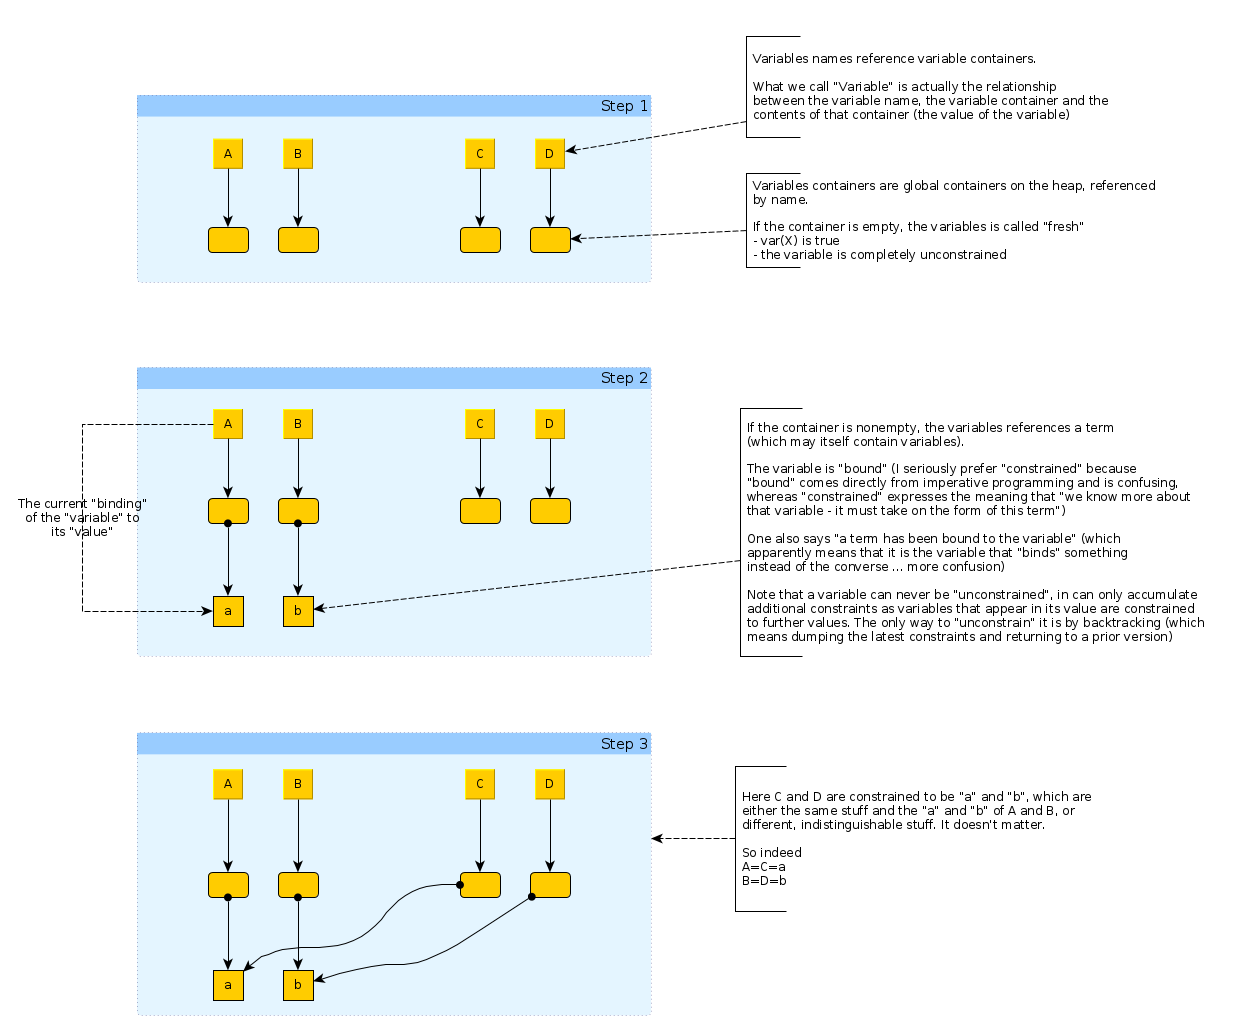 Variables names reference variable containers.
What we call "Variable" is actually the relationship
between the variable name, the variable container and the
contents of that container (the value of the variable)
Step 1
A
B
C
D
Variables containers are global containers on the heap, referenced
by name.
If the container is empty, the variables is called "fresh"
- var(X) is true
- the variable is completely unconstrained
Step 2
A
B
C
D
The current "binding"
of the "variable" to
its "value"
a
b
If the container is nonempty, the variables references a term
(which may itself contain variables).
The variable is "bound" (I seriously prefer "constrained" because
"bound" comes directly from imperative programming and is confusing,
whereas "constrained" expresses the meaning that "we know more about
that variable - it must take on the form of this term")
One also says "a term has been bound to the variable" (which
apparently means that it is the variable that "binds" something
instead of the converse ... more confusion)
Note that a variable can never be "unconstrained", in can only accumulate
additional constraints as variables that appear in its value are constrained
to further values. The only way to "unconstrain" it is by backtracking (which
means dumping the latest constraints and returning to a prior version)
Step 3
A
B
C
D
a
b
Here C and D are constrained to be "a" and "b", which are
either the same stuff and the "a" and "b" of A and B, or
different, indistinguishable stuff. It doesn't matter.
So indeed
A=C=a
B=D=b